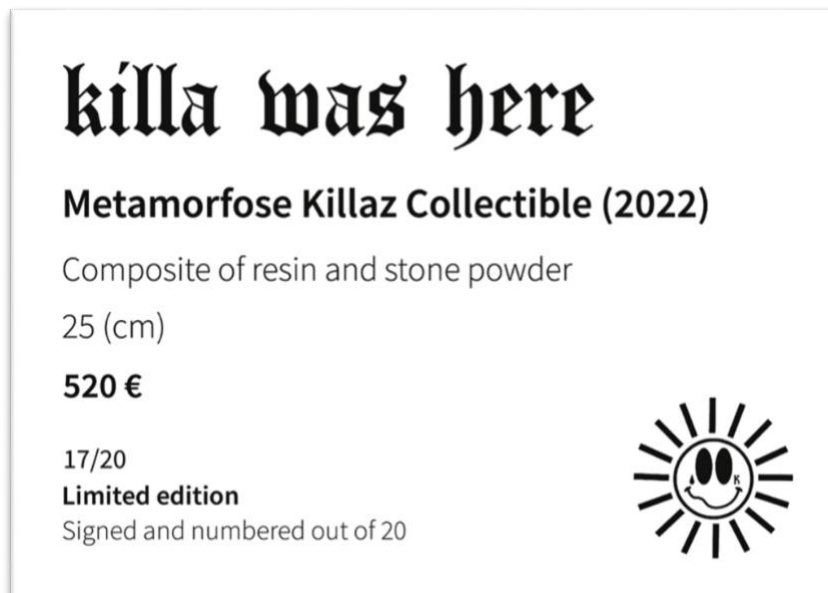 killa was here
Metamorfose Killaz Collectible (2022)
Composite of resin and stone powder
25 (cm)
520 €
17/20
Limited edition
Signed and numbered out of 20
K